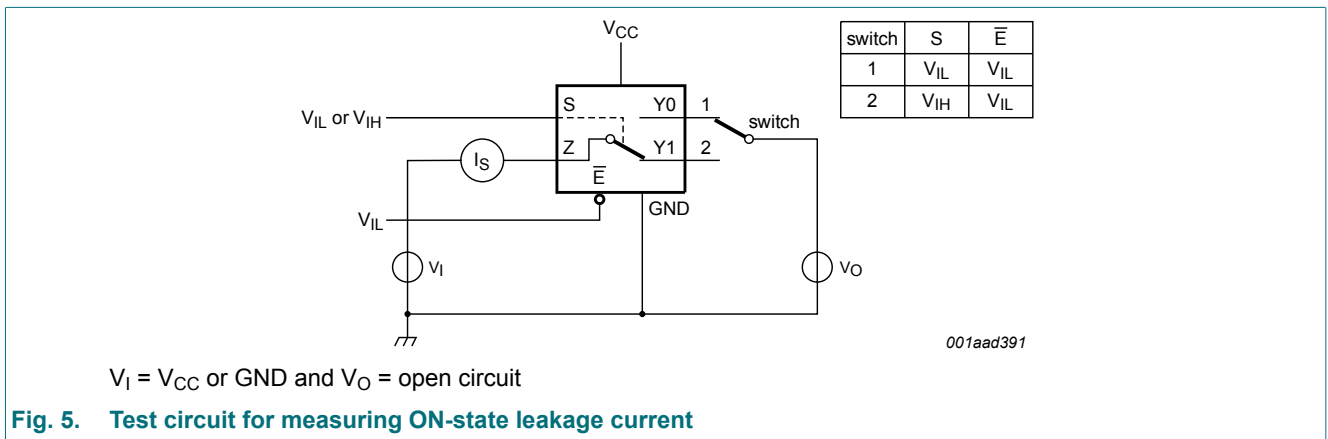 V_CC
switch S E̅
1 V_IL V_IL
2 V_IH V_IL
V_IL or V_IH
S Y0 1
switch
I_S
Z Y1 2
E̅
GND
V_IL
V_I
V_O
001aad391
V_I = V_CC or GND and V_O = open circuit
Fig. 5. Test circuit for measuring ON-state leakage current